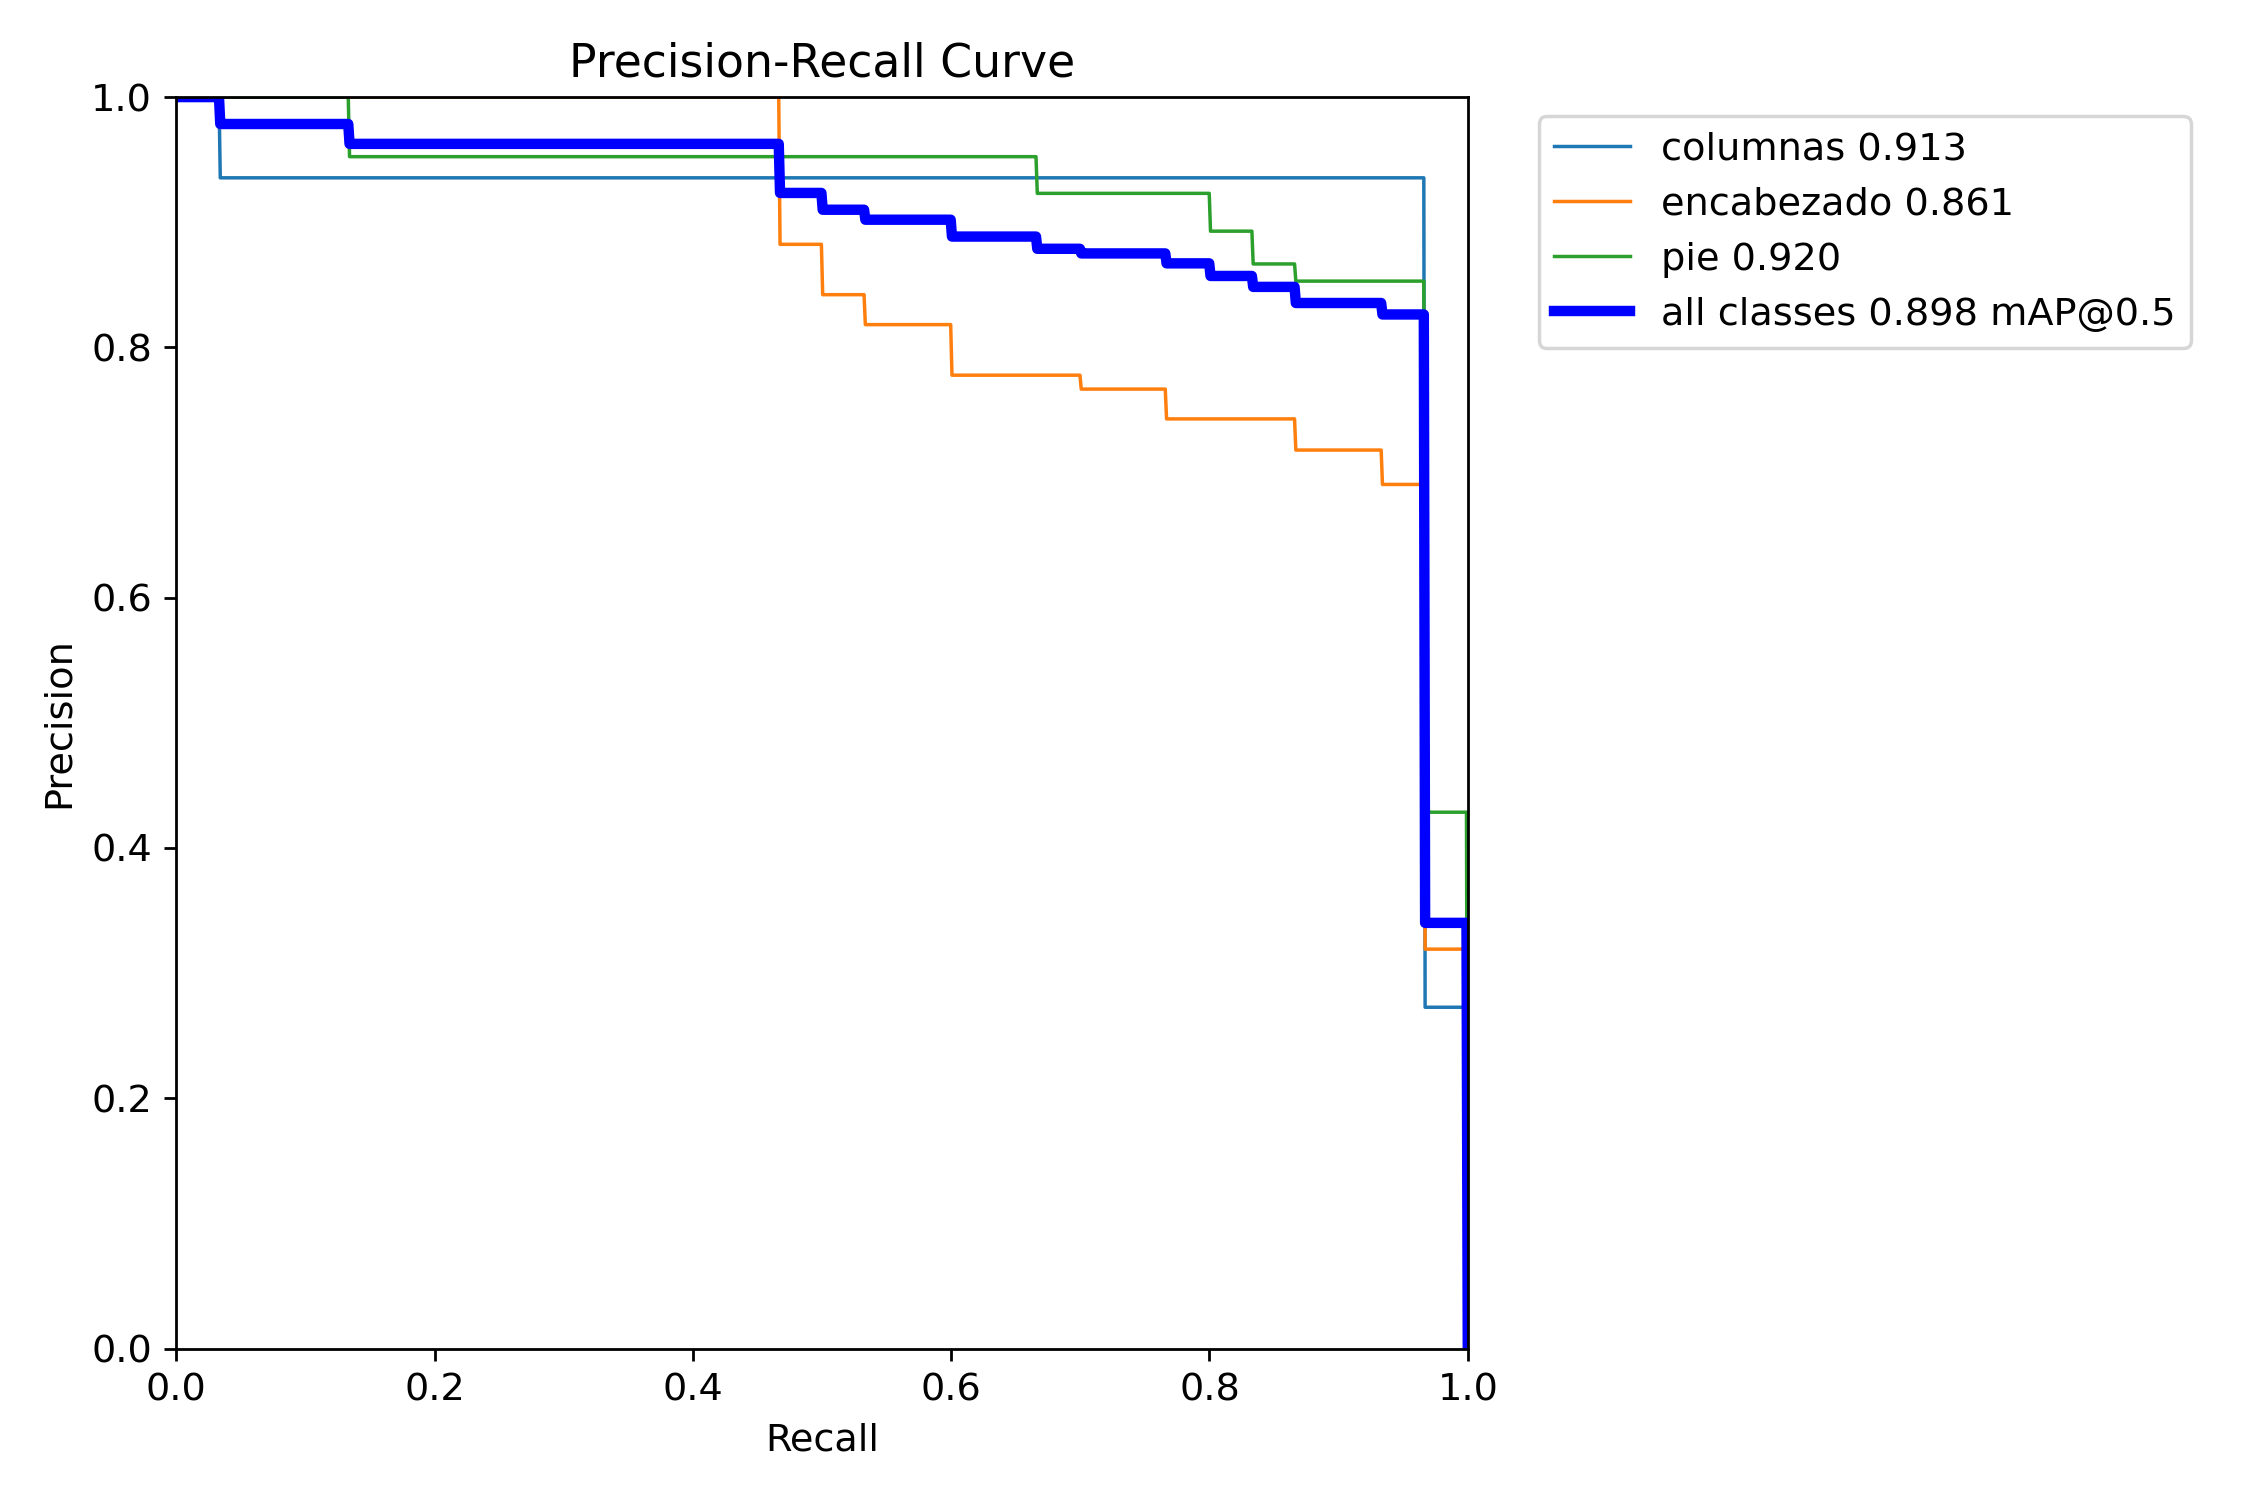 Precision-Recall Curve
1.0
0.8
0.6
0.4
0.2
0.0
Precision
0.0 0.2 0.4 0.6 0.8 1.0
Recall
columnas 0.913
encabezado 0.861
pie 0.920
all classes 0.898 mAP@0.5